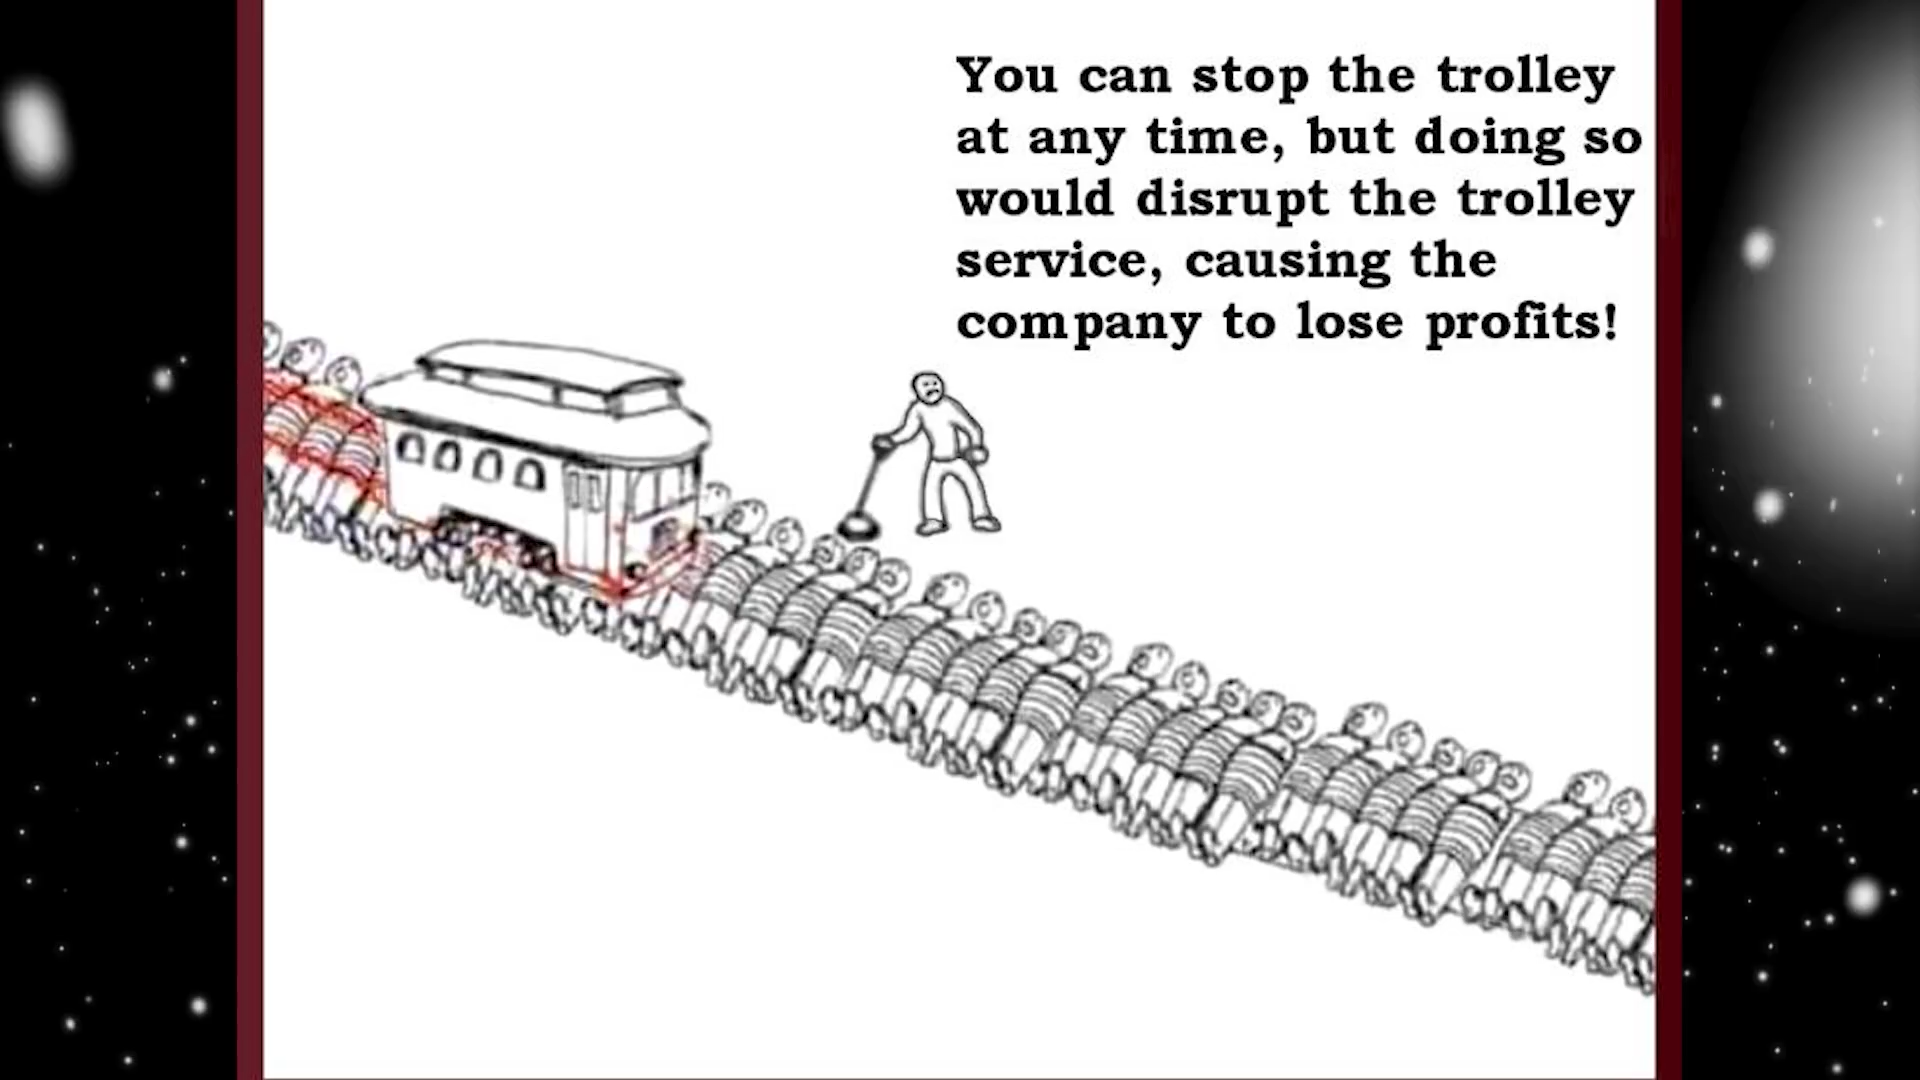 You can stop the trolley
at any time, but doing so
would disrupt the trolley
service, causing the
company to lose profits!